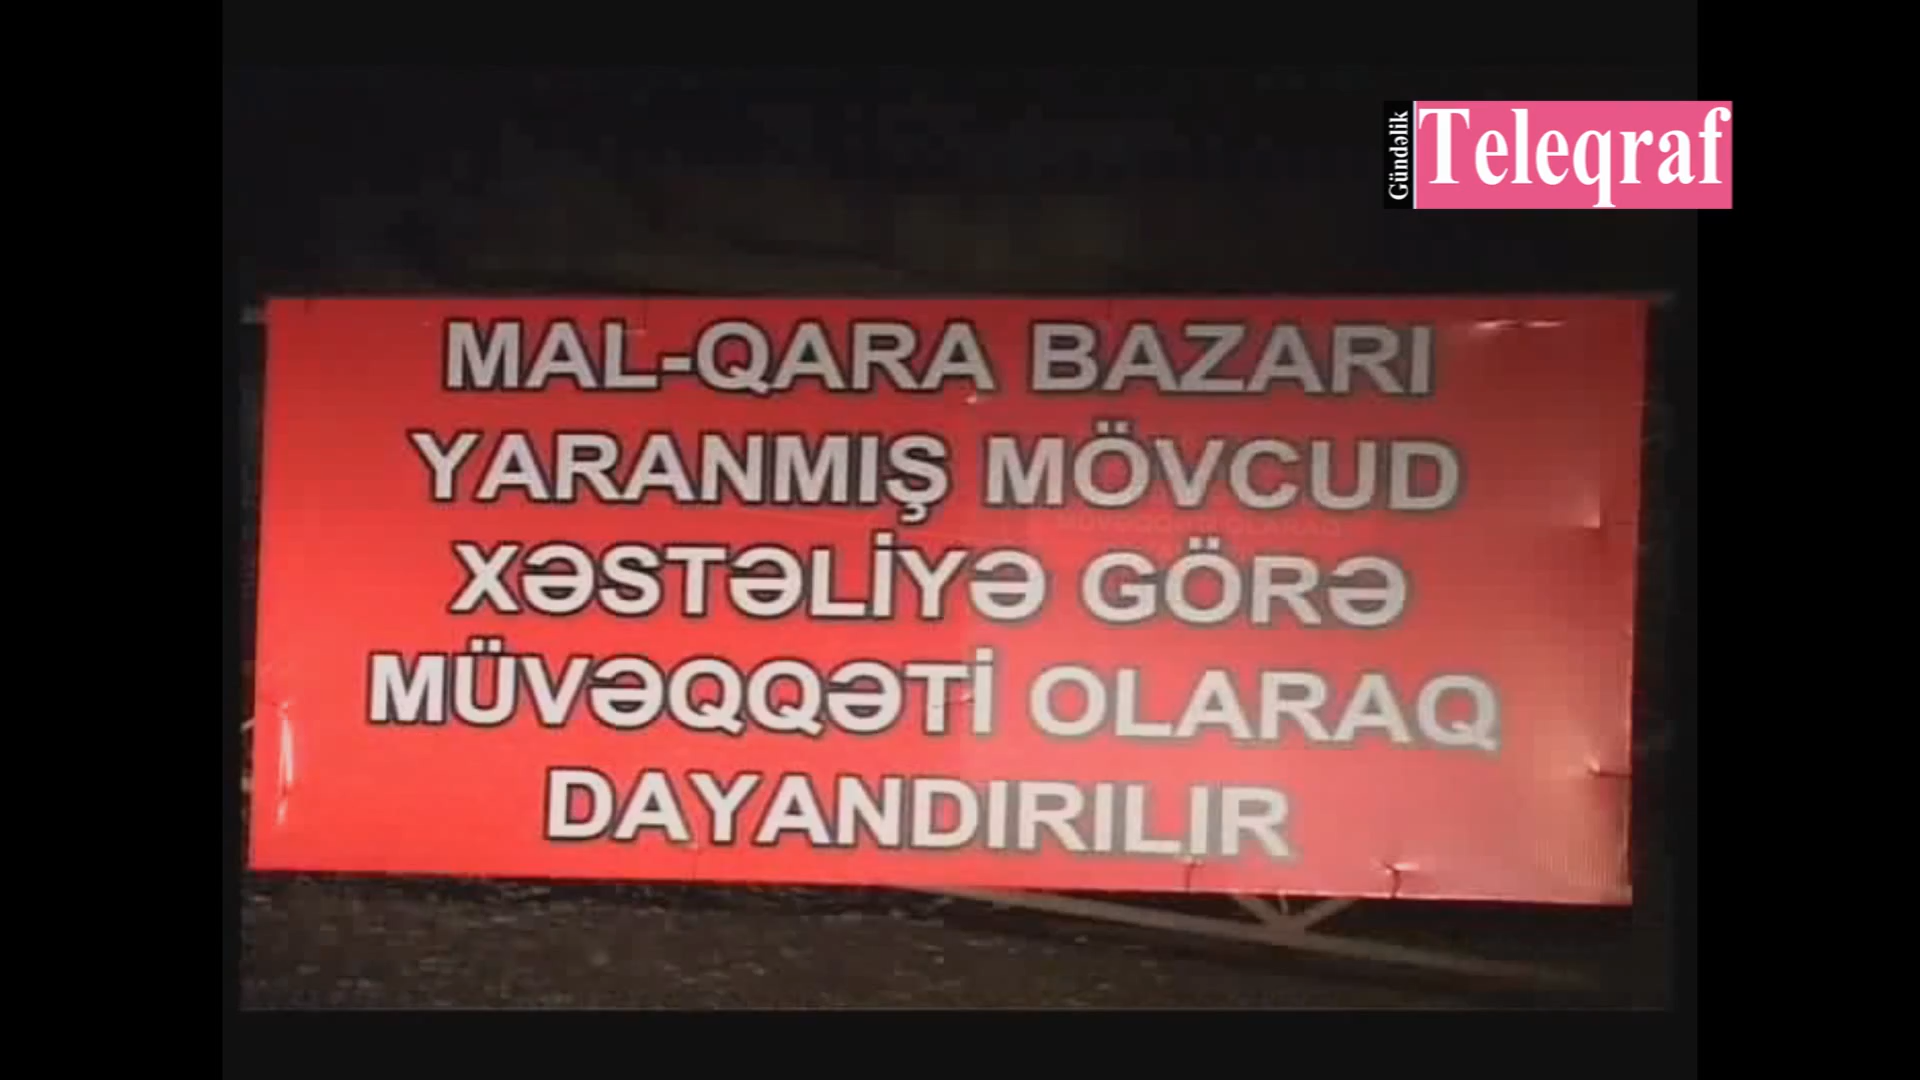 Gündəlik
Teleqraf
MAL-QARA BAZARI
YARANMIŞ MÖVCUD
XƏSTƏLİYƏ GÖRƏ
MÜVƏQQƏTİ OLARAQ
DAYANDIRILIR